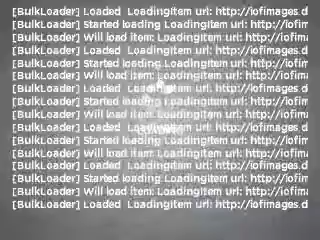 [BulkLoader] Loaded LoadingItem url: http://iofimages.d
[BulkLoader] Started loading LoadingItem url: http://iofir
[BulkLoader] Will load item: LoadingItem url: http://iofima
[BulkLoader] Loaded LoadingItem url: http://iofimages.d
[BulkLoader] Started loading LoadingItem url: http://iofim
[BulkLoader] Will load item: LoadingItem url: http://iofim
[BulkLoader] Loaded LoadingItem url: http://iofimages.d
[BulkLoader] Started loading LoadingItem url: http://iofim
[BulkLoader] Will load item: LoadingItem url: http://iofima
[BulkLoader] Loaded LoadingItem url: http://iofimages.d
[BulkLoader] Started loading LoadingItem url: http://iofim
[BulkLoader] Will load item: LoadingItem url: http://iofima
[BulkLoader] Loaded LoadingItem url: http://iofimages.d
[BulkLoader] Started loading LoadingItem url: http://iofim
[BulkLoader] Will load item: LoadingItem url: http://iofima
[BulkLoader] Loaded LoadingItem url: http://iofimages.d